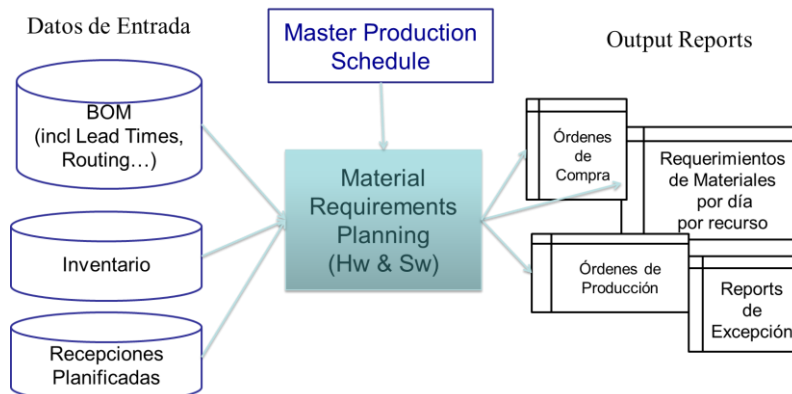 Datos de Entrada
Master Production
Schedule
Output Reports
BOM
(incl Lead Times,
Routing…)
Inventario
Recepciones
Planificadas
Material
Requirements
Planning
(Hw & Sw)
Órdenes
de
Compra
Requerimientos
de Materiales
por día
por recurso
Órdenes de
Producción
Reports
de
Excepción